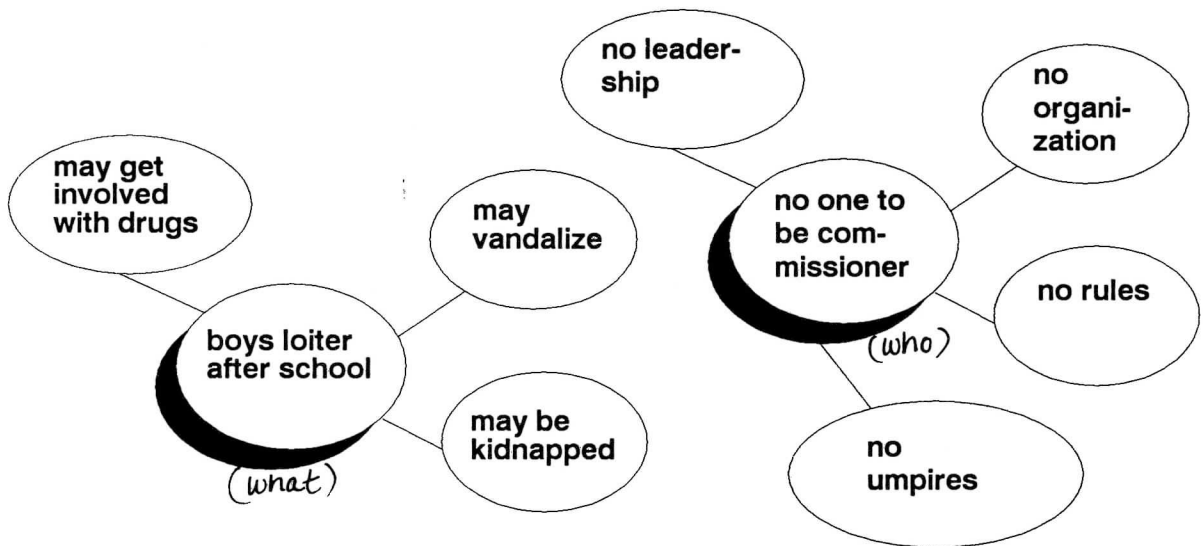 may get
involved
with drugs
may
vandalize
boys loiter
after school
may be
kidnapped
(what)
no leader-
ship
no
organi-
zation
no one to
be com-
missioner
no rules
(who)
no
umpires